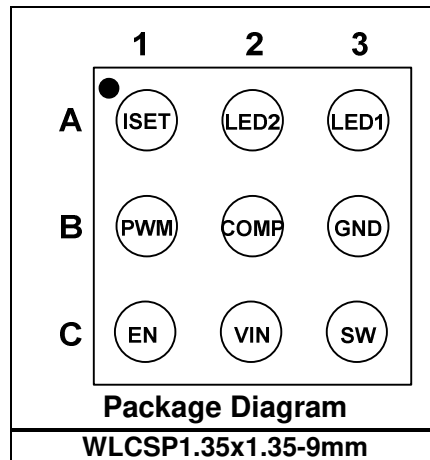 1 2 3
A ISET LED2 LED1
B PWM COMP GND
C EN VIN SW
Package Diagram
WLCSP1.35x1.35-9mm